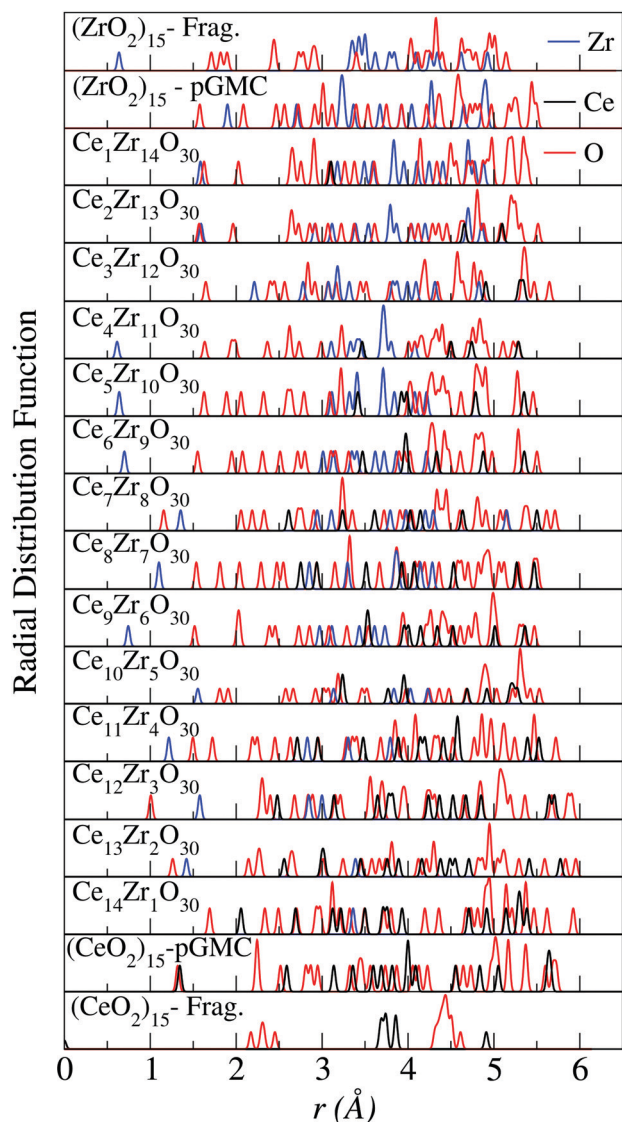 (ZrO2)15- Frag.
Zr
(ZrO2)15 - pGMC
Ce
Ce1Zr14O30
O
Ce2Zr13O30
Ce3Zr12O30
Ce4Zr11O30
Ce5Zr10O30
Ce6Zr9O30
Ce7Zr8O30
Ce8Zr7O30
Ce9Zr6O30
Ce10Zr5O30
Ce11Zr4O30
Ce12Zr3O30
Ce13Zr2O30
Ce14Zr1O30
(CeO2)15-pGMC
(CeO2)15- Frag.
Radial Distribution Function
0 1 2 3 4 5 6
r (Å)